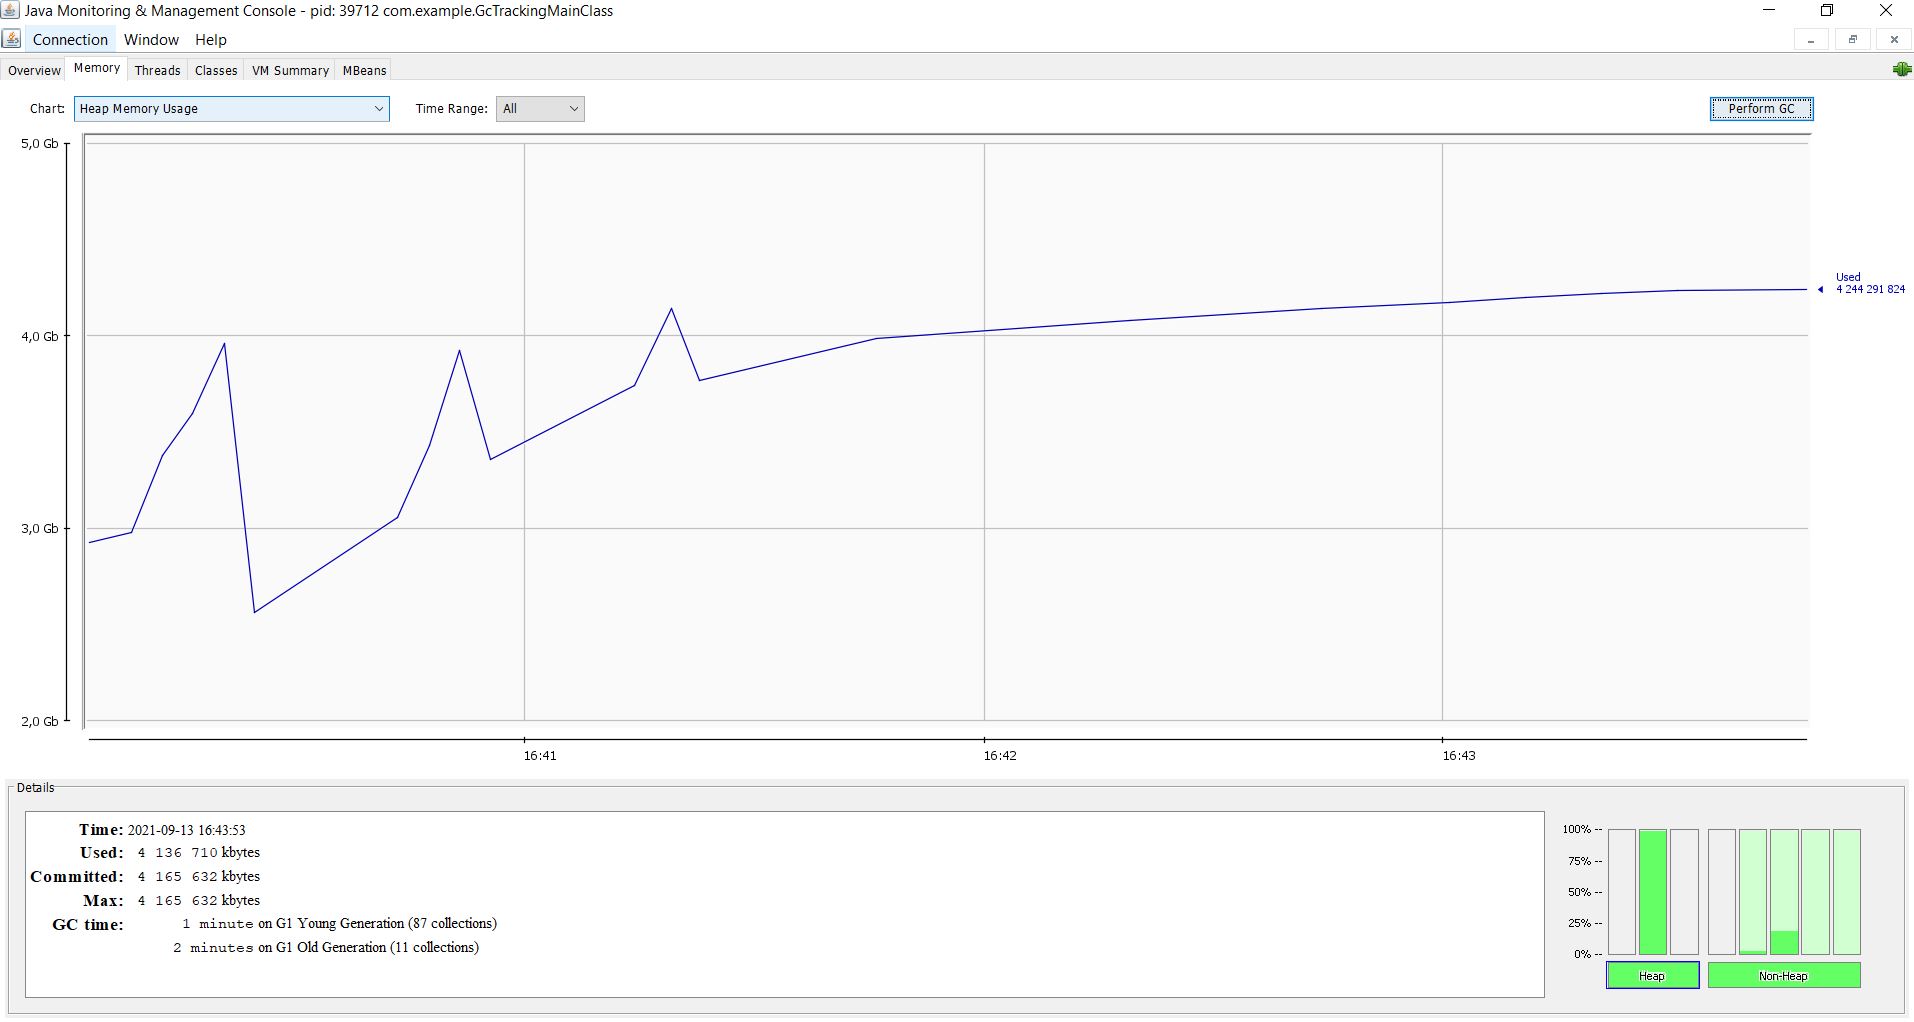 Java Monitoring & Management Console - pid: 39712 com.example.GcTrackingMainClass
Connection Window Help
Overview Memory Threads Classes VM Summary MBeans
Chart: Heap Memory Usage Time Range: All Perform GC
5,0 Gb
Used
4 244 291 824
4,0 Gb
3,0 Gb
2,0 Gb
16:41 16:42 16:43
Details
Time: 2021-09-13 16:43:53
Used: 4 136 710 kbytes
Committed: 4 165 632 kbytes
Max: 4 165 632 kbytes
GC time: 1 minute on G1 Young Generation (87 collections)
2 minutes on G1 Old Generation (11 collections)
100% --
75% --
50% --
25% --
0% --
Heap Non-Heap